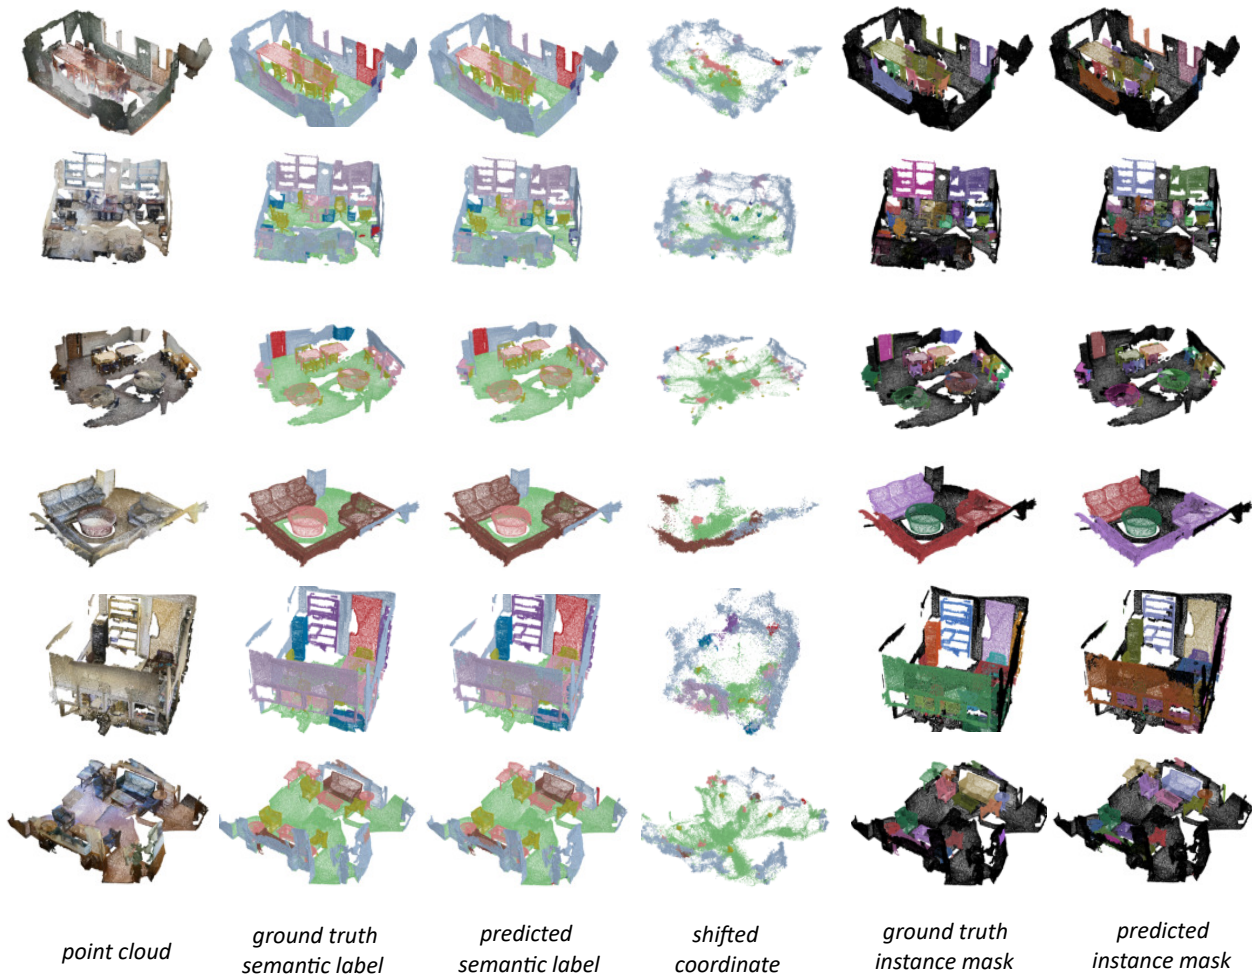 point cloud
ground truth
semantic label
predicted
semantic label
shifted
coordinate
ground truth
instance mask
predicted
instance mask